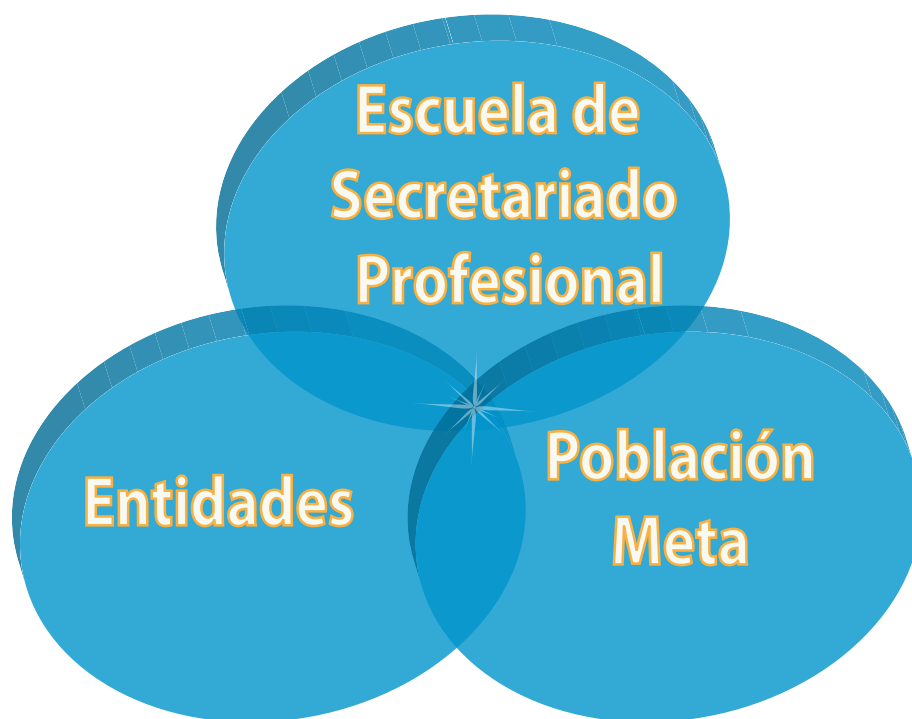 Escuela de
Secretariado
Profesional
Entidades
Población
Meta